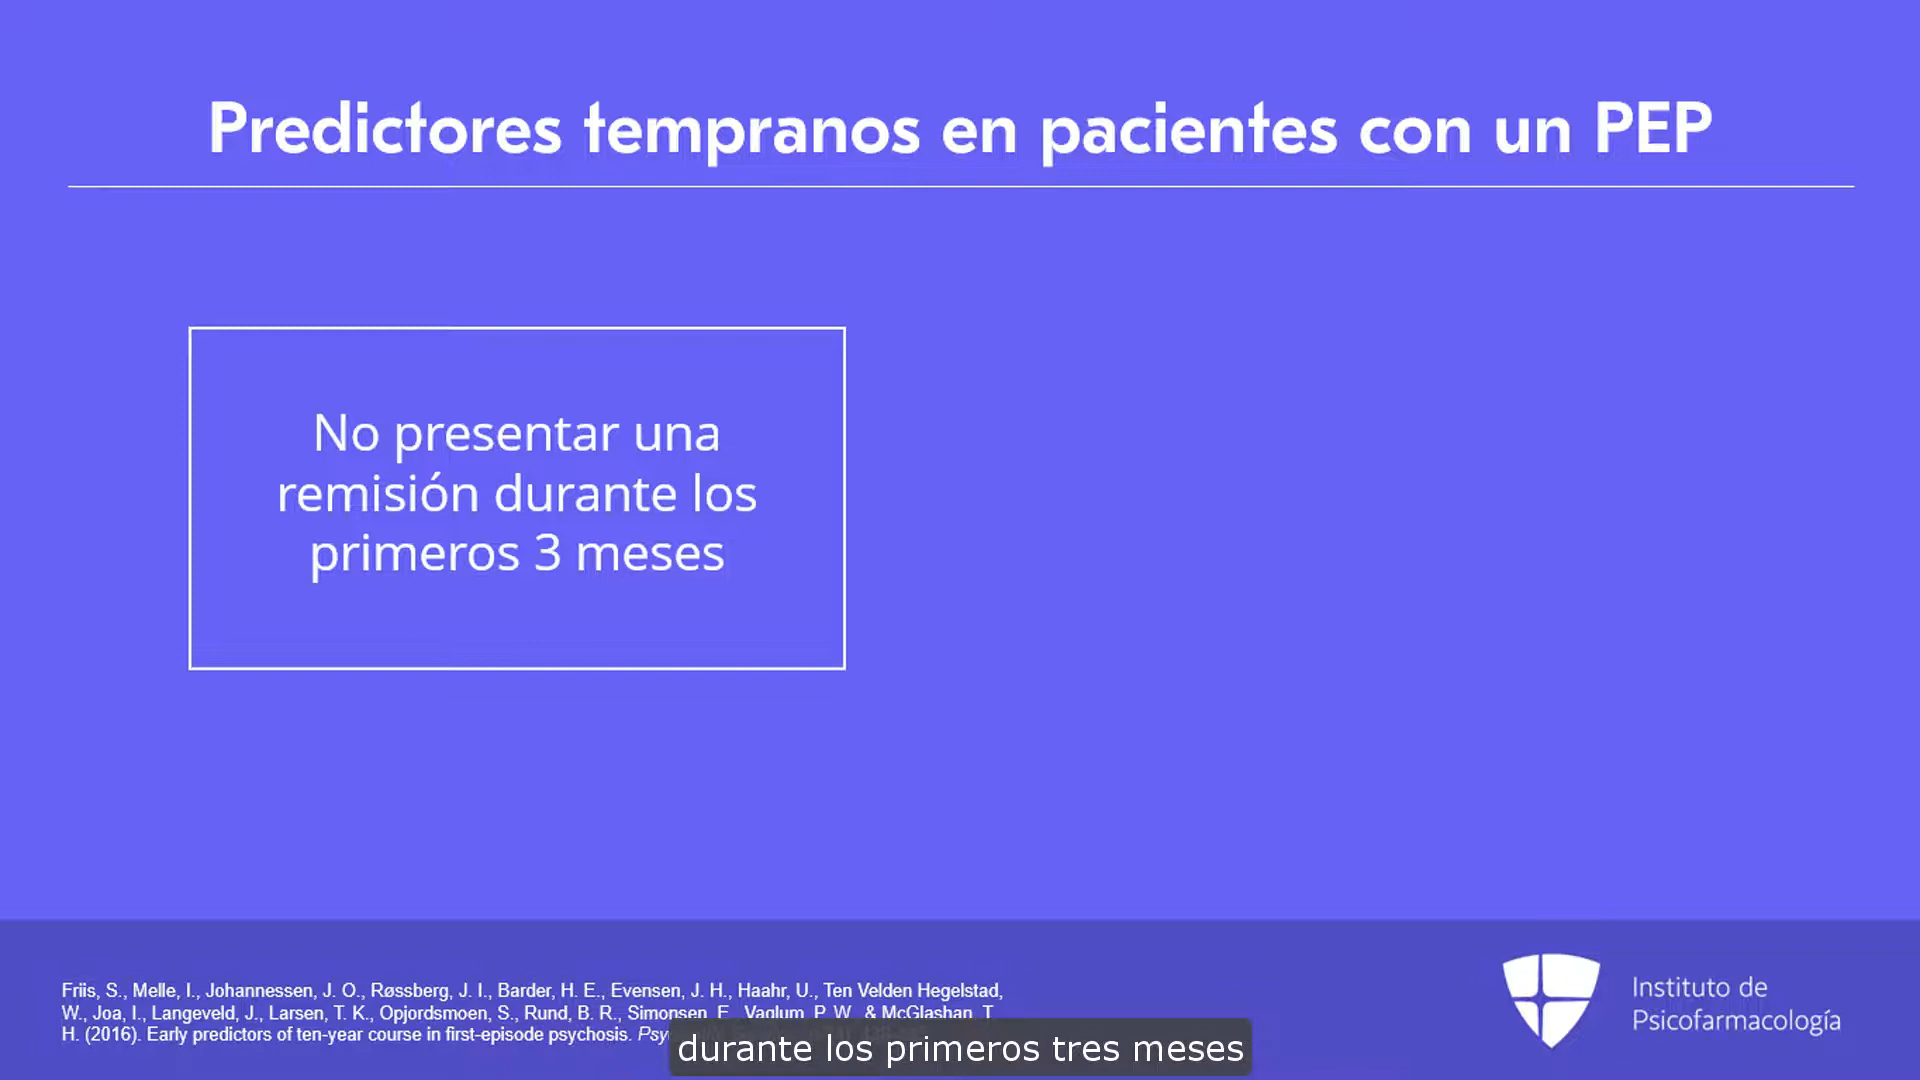 Predictores tempranos en pacientes con un PEP
No presentar una
remisión durante los
primeros 3 meses
Friis, S., Melle, I., Johannessen, J. O., Røssberg, J. I., Barder, H. E., Evensen, J. H., Haahr, U., Ten Velden Hegelstad,
W., Joa, I., Langeveld, J., Larsen, T. K., Opjordsmoen, S., Rund, B. R., Simonsen, E., Vaglum, P. W., & McGlashan, T.
H. (2016). Early predictors of ten-year course in first-episode psychosis.
durante los primeros tres meses
Instituto de
Psicofarmacología